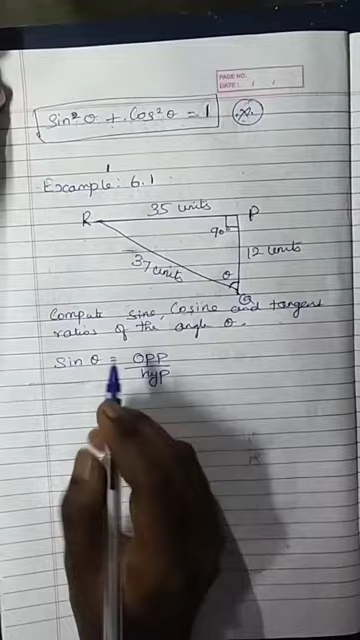 PAGE NO.
DATE: / /
Sin²θ + Cos²θ = 1
Example: 6.1
R 35 units P
90°
12 units
37 units
θ
Q
Compute sine, Cosine and tangent
ratios of the angle θ.
Sin θ = opp
hyp